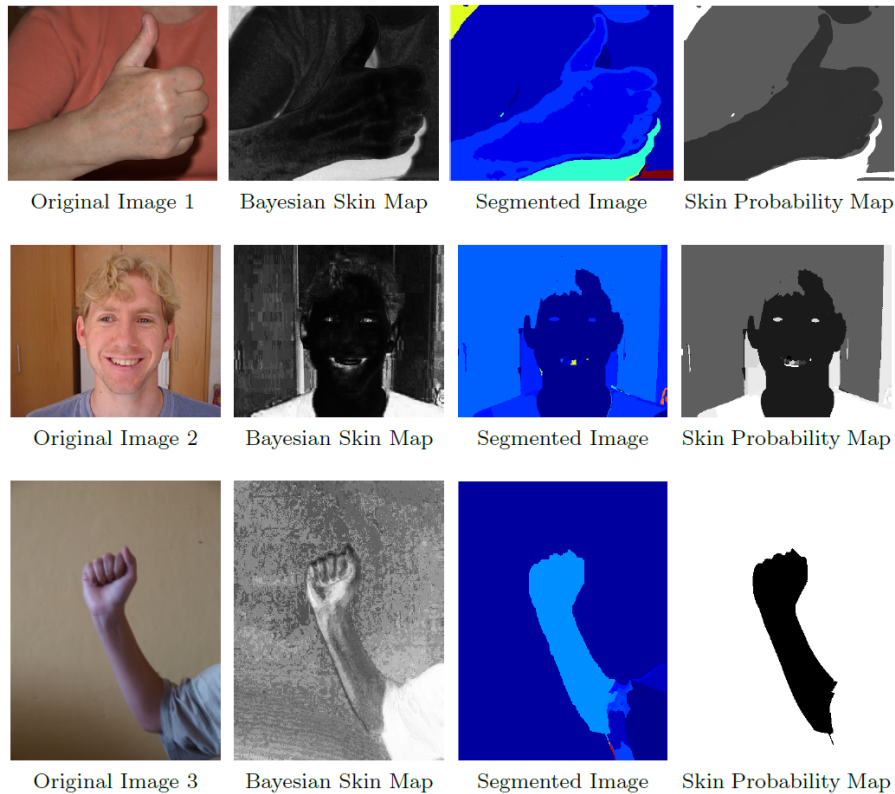 Original Image 1 Bayesian Skin Map Segmented Image Skin Probability Map
Original Image 2 Bayesian Skin Map Segmented Image Skin Probability Map
Original Image 3 Bayesian Skin Map Segmented Image Skin Probability Map